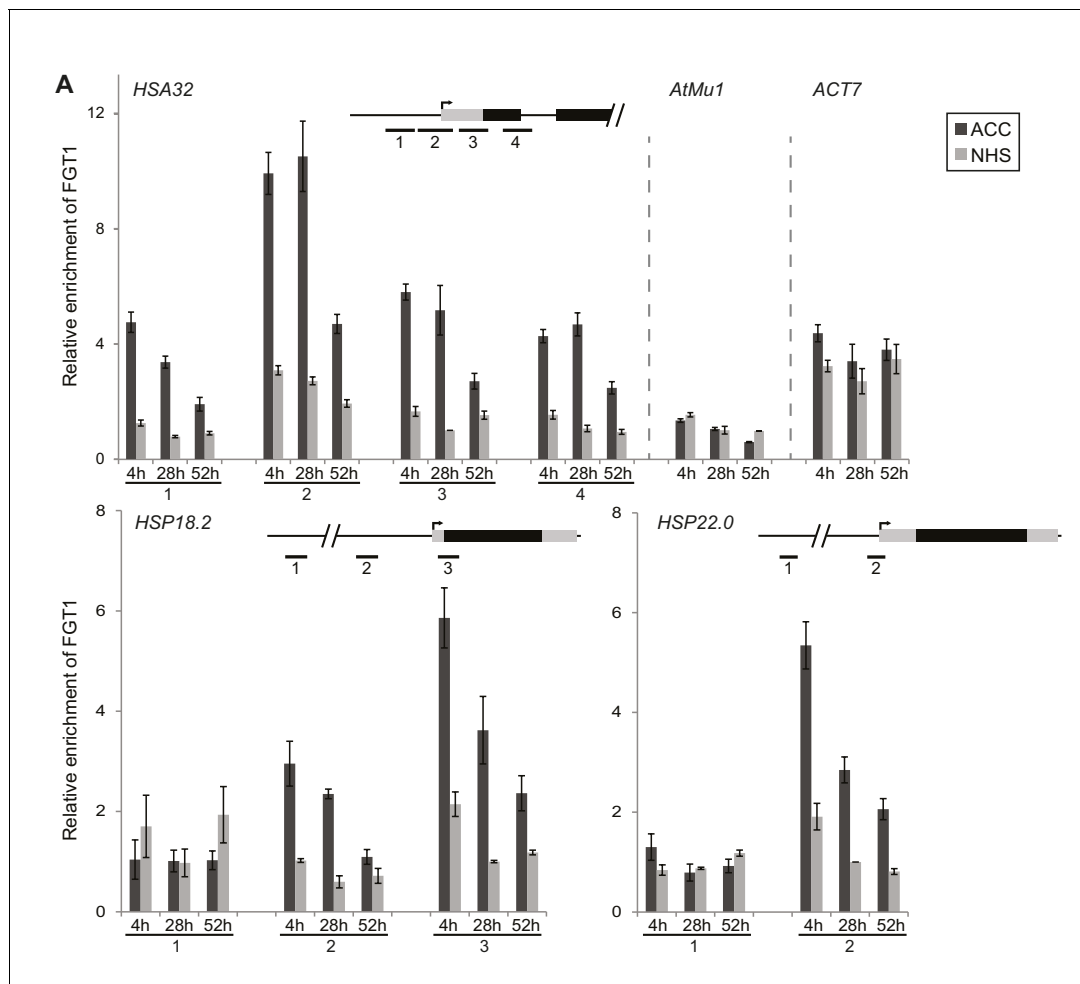 A
HSA32
AtMu1
ACT7
ACC
NHS
1 2 3 4
Relative enrichment of FGT1
12
8
4
0
4h 28h 52h 4h 28h 52h 4h 28h 52h 4h 28h 52h 4h 28h 52h 4h 28h 52h
1 2 3 4
HSP18.2
1 2 3
Relative enrichment of FGT1
8
6
4
2
0
4h 28h 52h 4h 28h 52h 4h 28h 52h
1 2 3
HSP22.0
1 2
8
6
4
2
0
4h 28h 52h 4h 28h 52h
1 2